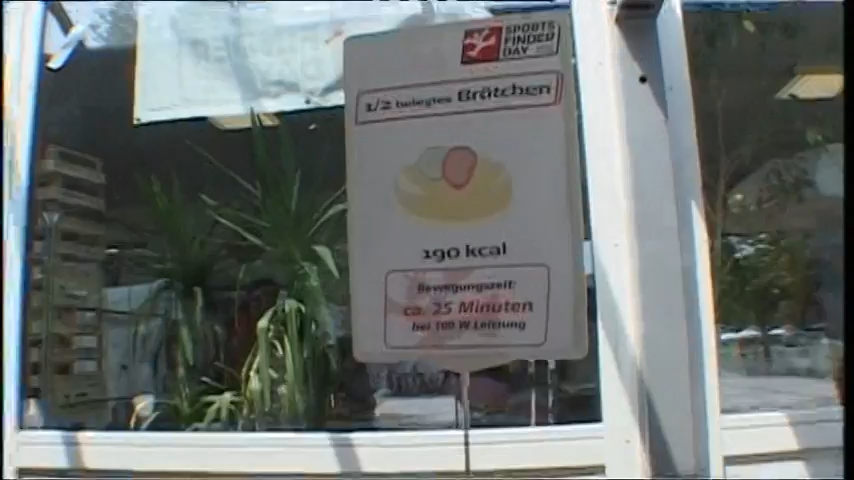 SPORTS
FINDER
DAY
1/2 belegtes Brötchen
190 kcal
Bewegungszeit:
ca. 25 Minuten
bei 100 W Leistung